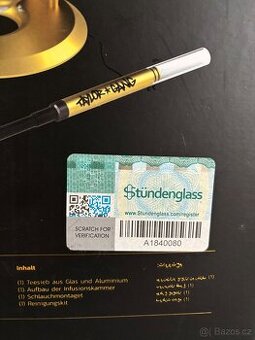 TAYLOR GANG
Stündenglass
www.stundenglass.com/register
SCRATCH FOR
VERIFICATION
A1840080
Inhalt
(1) Teesieb aus Glas und Aluminium
(1) Aufbau der Infusionskammer
(1) Schlauchmontage
(1) Reinigungskit
sbazar.cz